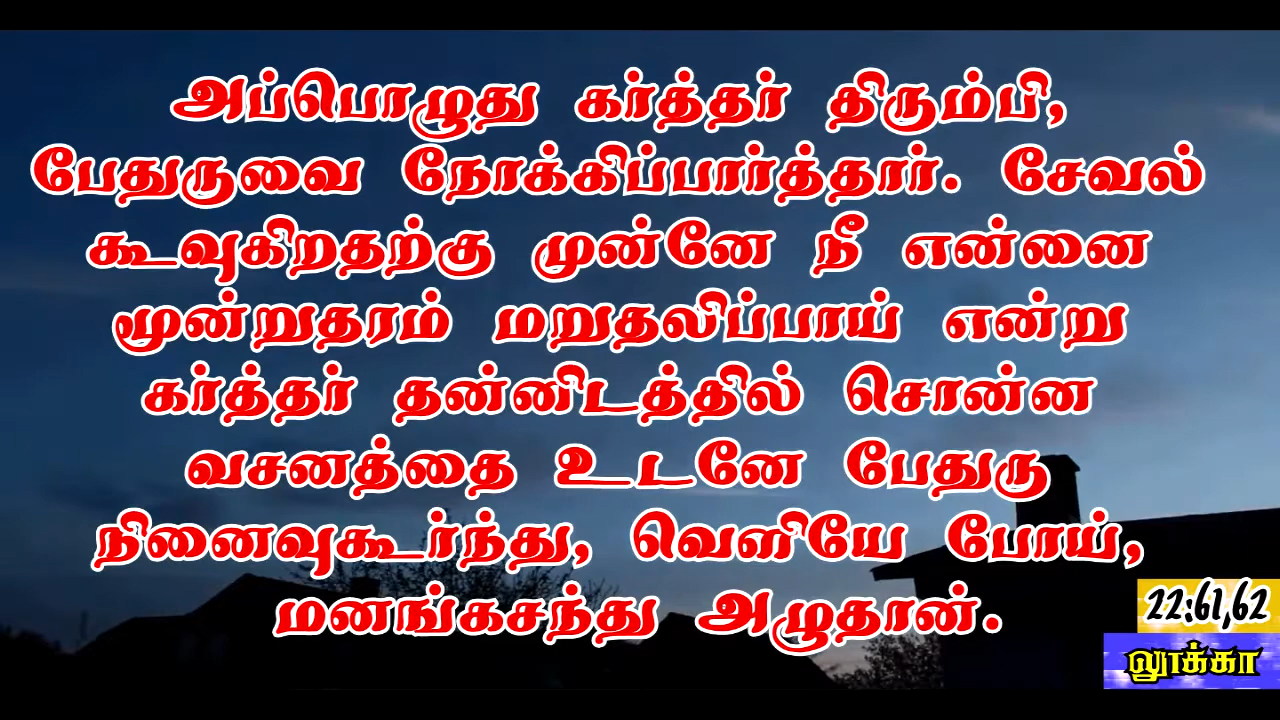 அப்பொழுது கர்த்தர் திரும்பி,
பேதுருவை நோக்கிப்பார்த்தார். சேவல்
கூவுகிறதற்கு முன்னே நீ என்னை
மூன்றுதரம் மறுதலிப்பாய் என்று
கர்த்தர் தன்னிடத்தில் சொன்ன
வசனத்தை உடனே பேதுரு
நினைவுகூர்ந்து, வெளியே போய்,
மனங்கசந்து அழுதான்.
22:61,62
லூக்கா